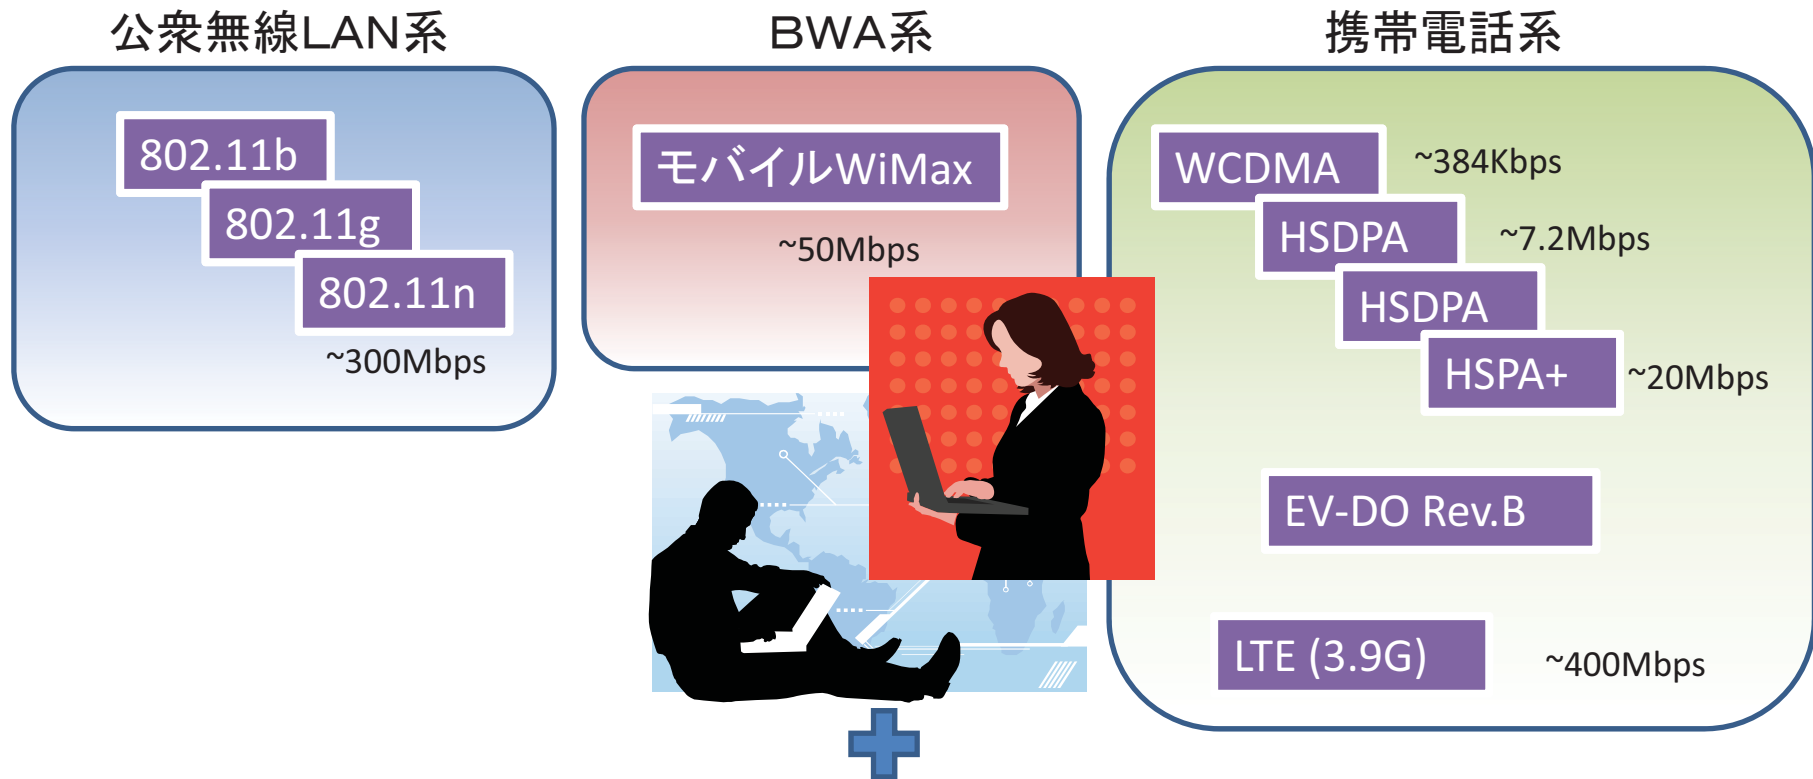 公衆無線LAN系
802.11b
802.11g
802.11n
~300Mbps
BWA系
モバイルWiMax
~50Mbps
携帯電話系
WCDMA
~384Kbps
HSDPA
~7.2Mbps
HSDPA
HSPA+
~20Mbps
EV-DO Rev.B
LTE (3.9G)
~400Mbps